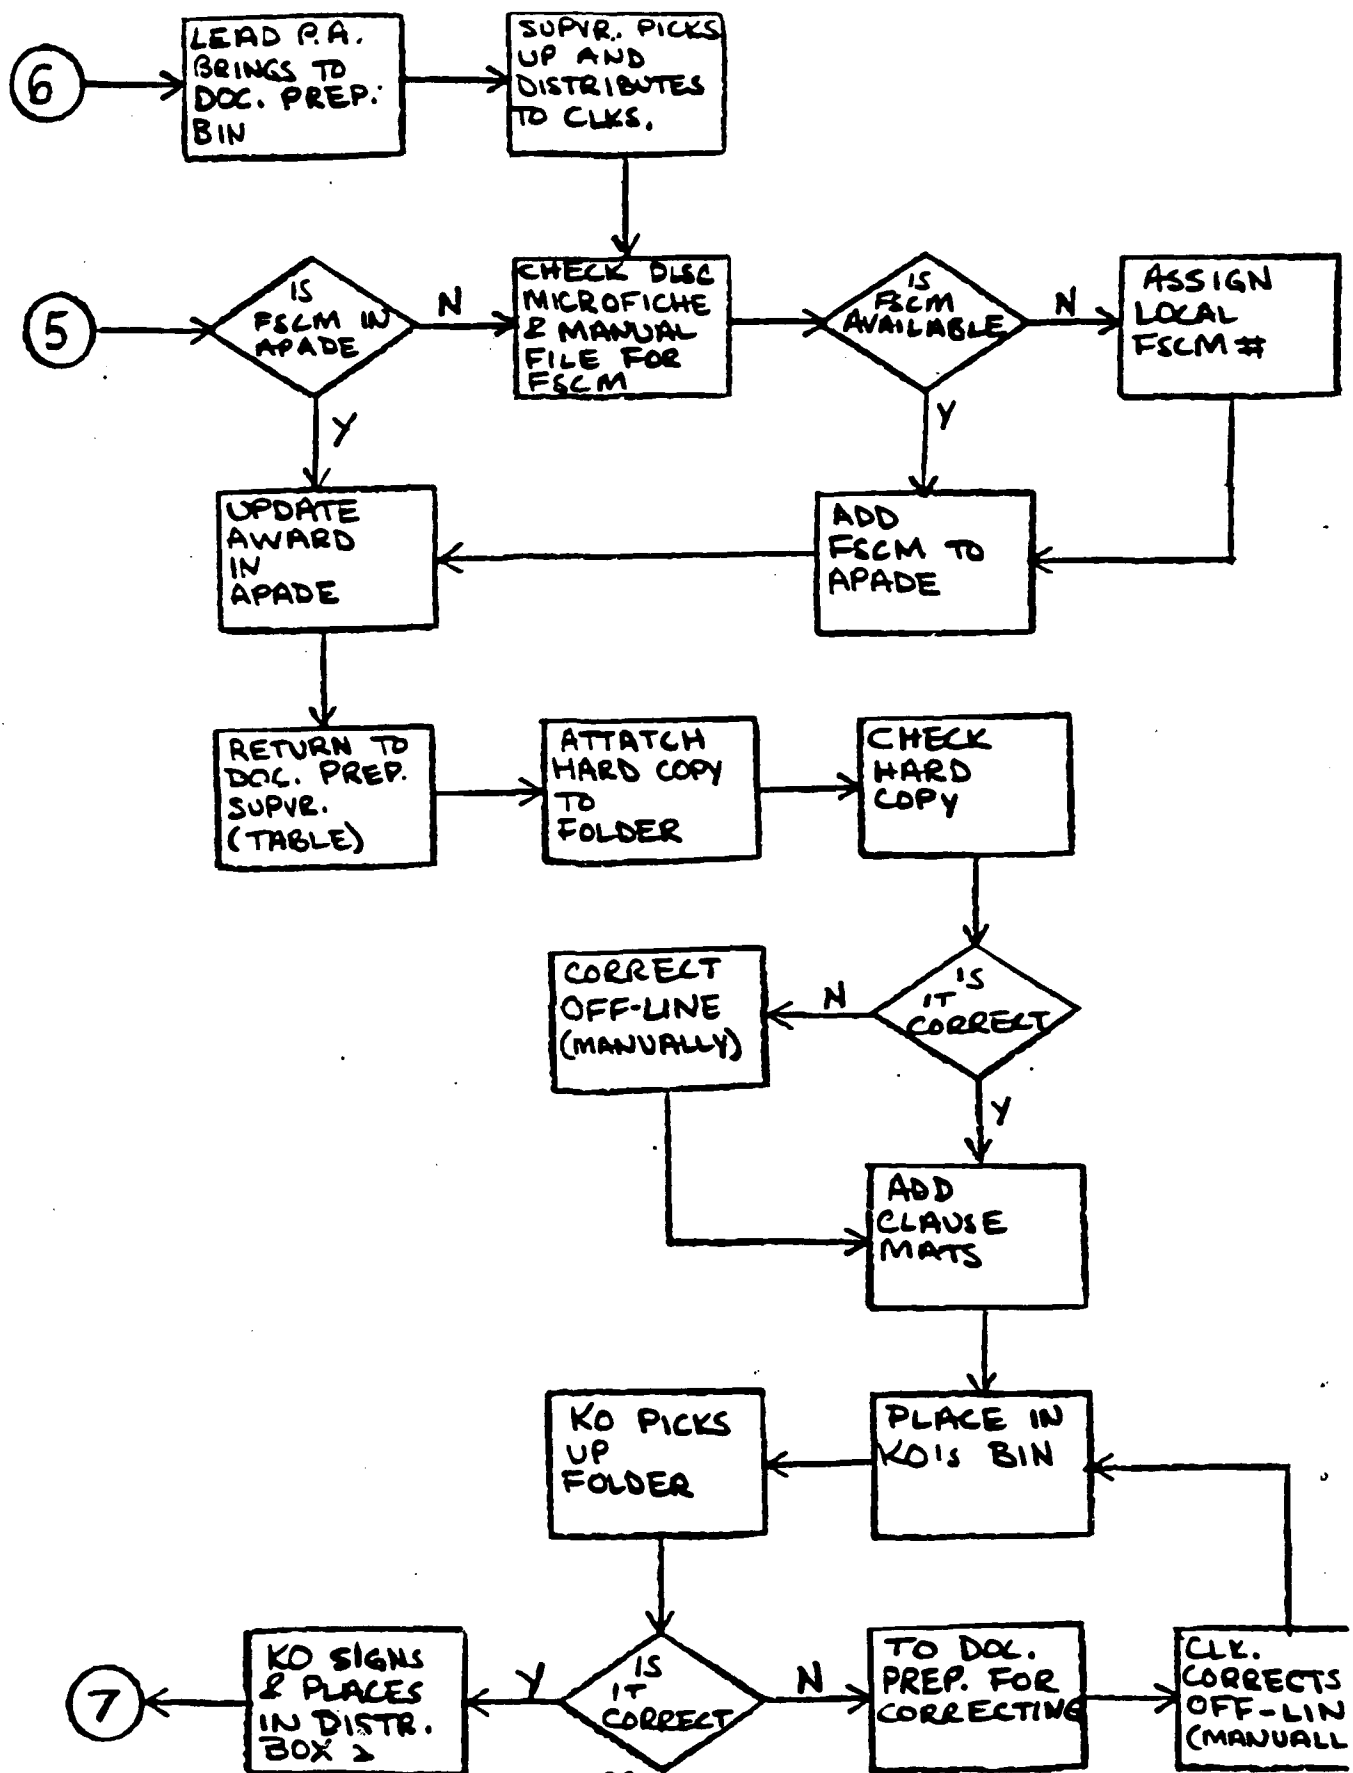 6
LEAD P.A.
BRINGS TO
DOC. PREP.
BIN
SUPVR. PICKS
UP AND
DISTRIBUTES
TO CLKS.
5
IS
FSCM IN
APADE
N
Y
CHECK DLSC
MICROFICHE
& MANUAL
FILE FOR
FSCM
IS
FSCM
AVAILABLE
N
Y
ASSIGN
LOCAL
FSCM #
UPDATE
AWARD
IN
APADE
ADD
FSCM TO
APADE
RETURN TO
DOC. PREP.
SUPVR.
(TABLE)
ATTATCH
HARD COPY
TO
FOLDER
CHECK
HARD
COPY
CORRECT
OFF-LINE
(MANUALLY)
N
IS
IT
CORRECT
Y
ADD
CLAUSE
MATS
KO PICKS
UP
FOLDER
PLACE IN
KO'S BIN
7
KO SIGNS
& PLACES
IN DISTR.
BOX
Y
IS
IT
CORRECT
N
TO DOC.
PREP. FOR
CORRECTING
CLK.
CORRECTS
OFF-LIN
(MANUALL